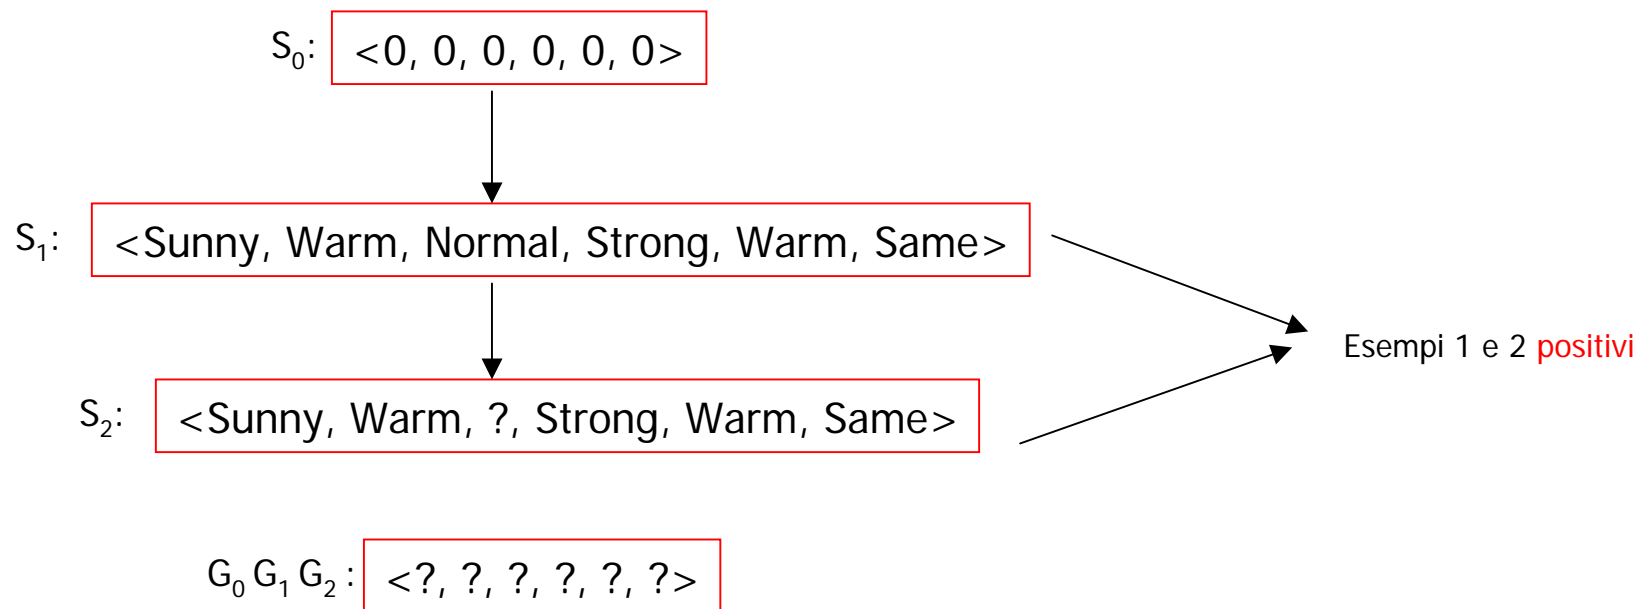 S₀: <0, 0, 0, 0, 0, 0>
S₁: <Sunny, Warm, Normal, Strong, Warm, Same>
Esempi 1 e 2 positivi
S₂: <Sunny, Warm, ?, Strong, Warm, Same>
G₀ G₁ G₂ : <?, ?, ?, ?, ?, ?>